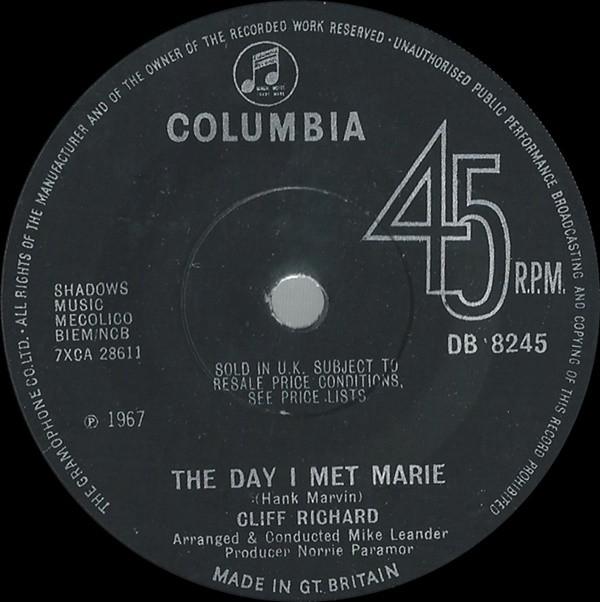 THE GRAMOPHONE CO. LTD. · ALL RIGHTS OF THE MANUFACTURER AND OF THE OWNER OF THE RECORDED WORK RESERVED · UNAUTHORISED PUBLIC PERFORMANCE BROADCASTING AND COPYING OF THIS RECORD PROHIBITED
COLUMBIA
45
R.P.M.
DB 8245
SHADOWS
MUSIC
MECOLICO
BIEM/NCB
7XCA 28611
℗ 1967
SOLD IN U.K. SUBJECT TO
RESALE PRICE CONDITIONS,
SEE PRICE LISTS
THE DAY I MET MARIE
(Hank Marvin)
CLIFF RICHARD
Arranged & Conducted Mike Leander
Producer Norrie Paramor
MADE IN GT. BRITAIN